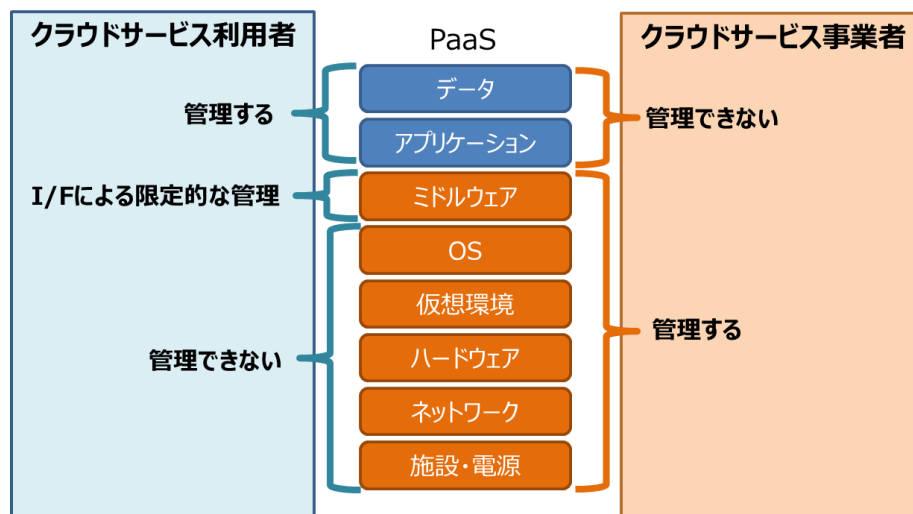 クラウドサービス利用者
PaaS
クラウドサービス事業者
データ
管理する
管理できない
アプリケーション
I/Fによる限定的な管理
ミドルウェア
OS
仮想環境
管理する
管理できない
ハードウェア
ネットワーク
施設・電源